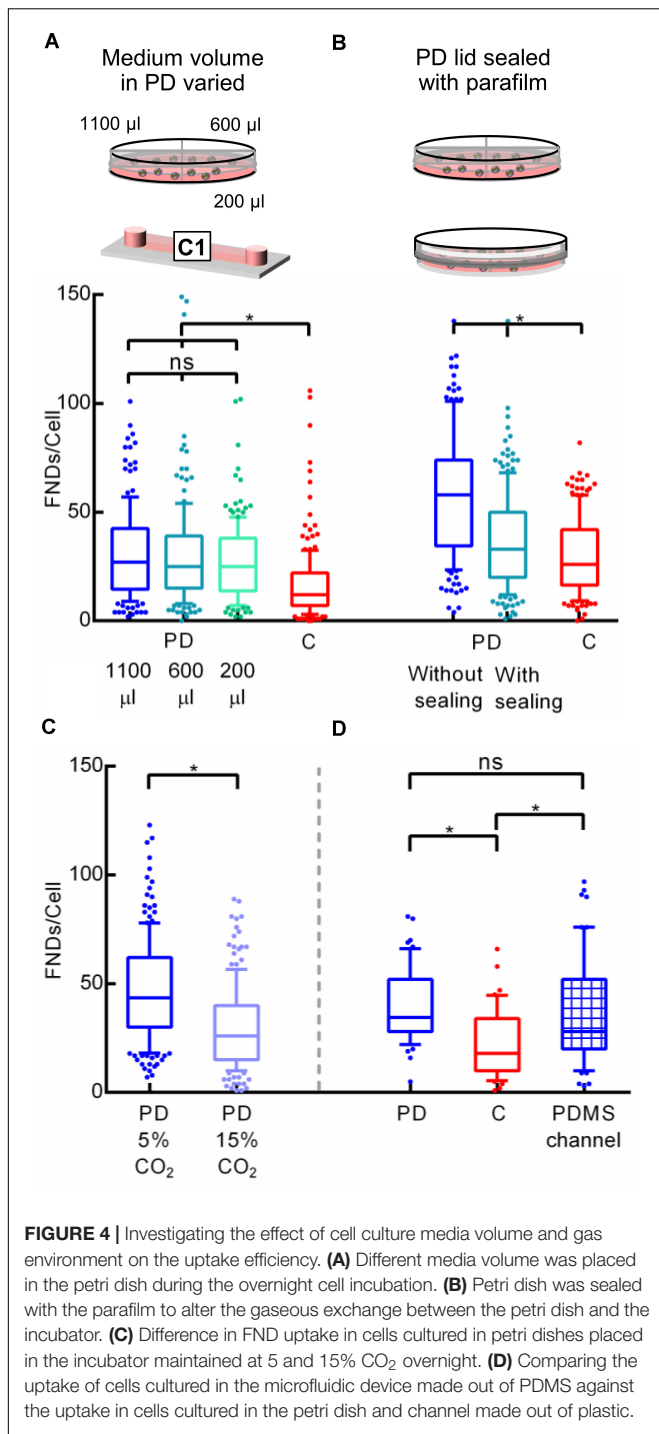 A
Medium volume
in PD varied
1100 µl
600 µl
200 µl
C1
B
PD lid sealed
with parafilm
FNDs/Cell
150
100
50
0
*
ns
*
PD
C
PD
C
1100
µl
600
µl
200
µl
Without
sealing
With
sealing
C
D
FNDs/Cell
150
100
50
0
*
ns
*
*
PD
5%
CO₂
PD
15%
CO₂
PD
C
PDMS
channel
FIGURE 4 | Investigating the effect of cell culture media volume and gas
environment on the uptake efficiency. (A) Different media volume was placed
in the petri dish during the overnight cell incubation. (B) Petri dish was sealed
with the parafilm to alter the gaseous exchange between the petri dish and the
incubator. (C) Difference in FND uptake in cells cultured in petri dishes placed
in the incubator maintained at 5 and 15% CO₂ overnight. (D) Comparing the
uptake of cells cultured in the microfluidic device made out of PDMS against
the uptake in cells cultured in the petri dish and channel made out of plastic.